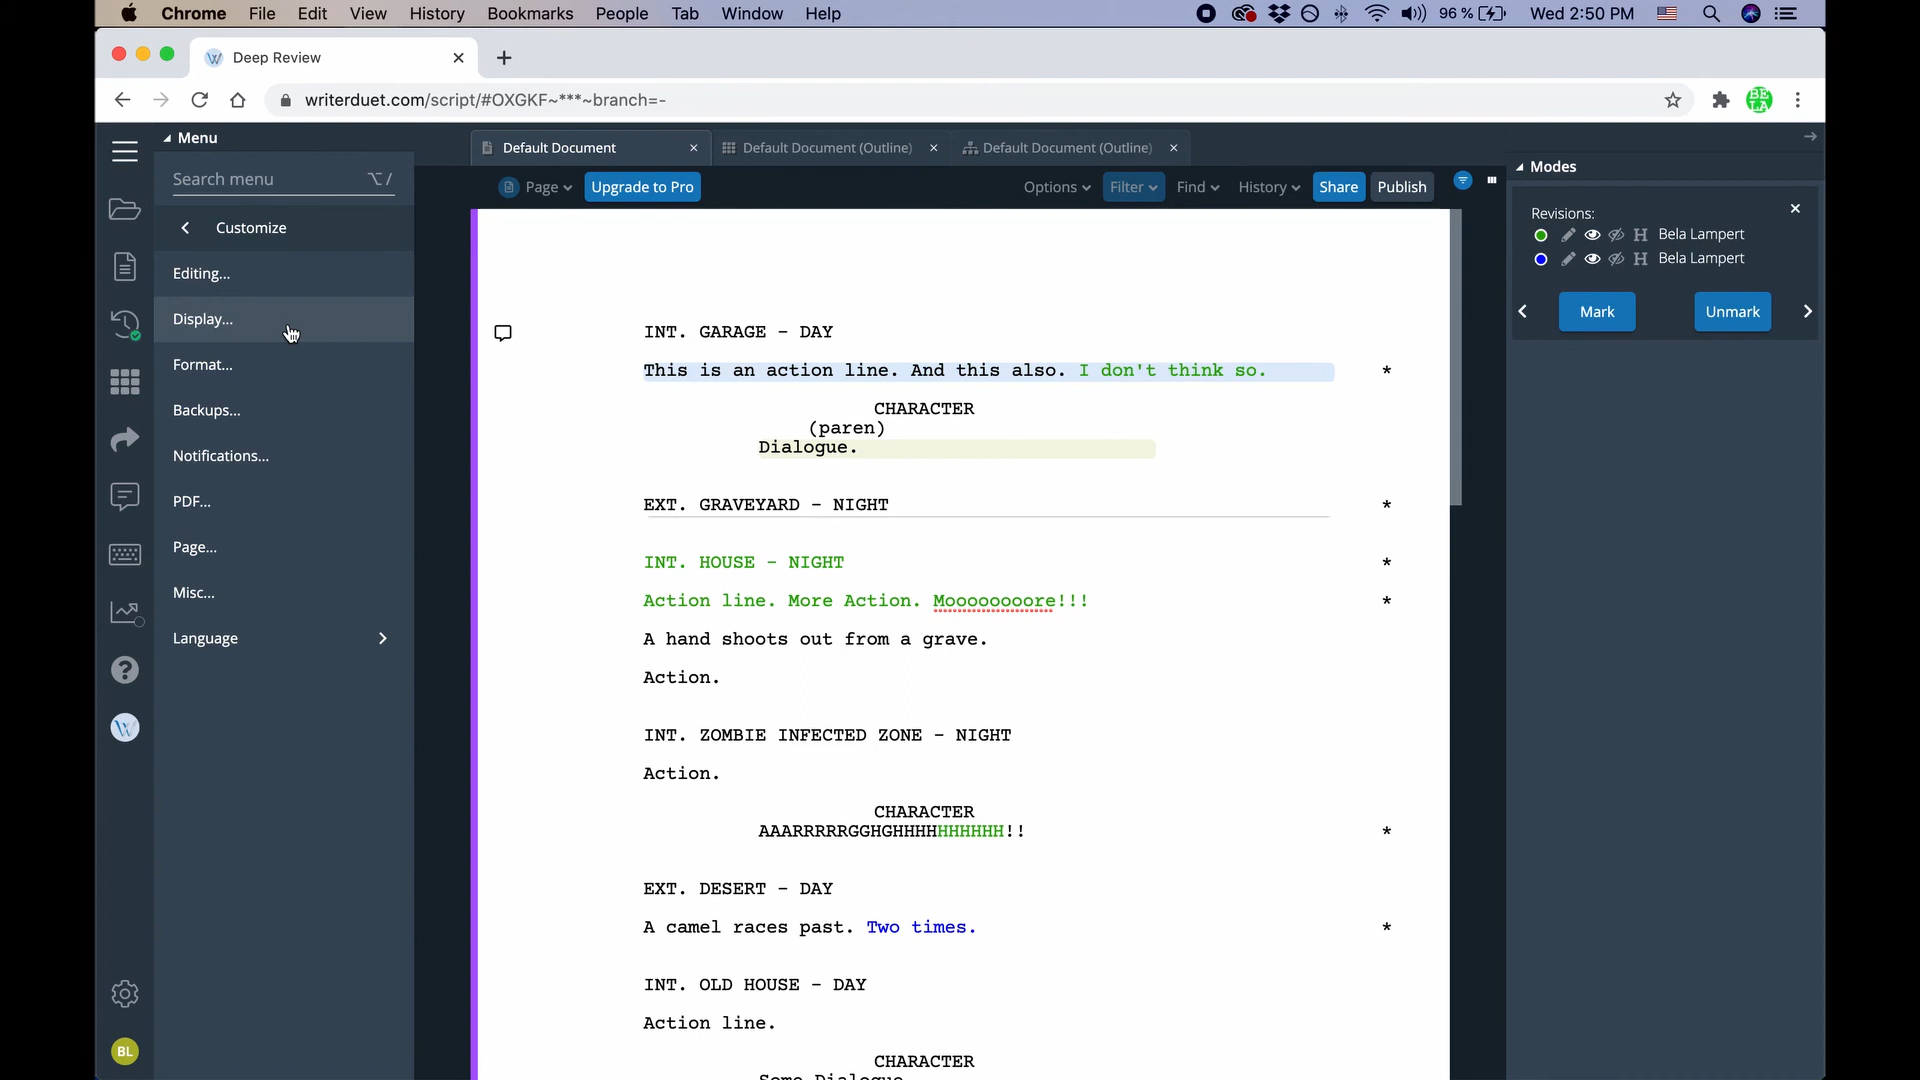 Chrome File Edit View History Bookmarks People Tab Window Help 96 % Wed 2:50 PM
Deep Review
writerduet.com/script/#OXGKF~***~branch=-
BE LA
Menu
Search menu ⌥ /
Customize
Editing...
Display...
Format...
Backups...
Notifications...
PDF...
Page...
Misc...
Language
BL
Default Document
Default Document (Outline)
Default Document (Outline)
Page
Upgrade to Pro
Options
Filter
Find
History
Share
Publish
INT. GARAGE - DAY
This is an action line. And this also. I don't think so. *
CHARACTER
(paren)
Dialogue.
EXT. GRAVEYARD - NIGHT *
INT. HOUSE - NIGHT *
Action line. More Action. Mooooooooore!!! *
A hand shoots out from a grave.
Action.
INT. ZOMBIE INFECTED ZONE - NIGHT
Action.
CHARACTER
AAARRRRRGGHGHHHHHHHHHH!! *
EXT. DESERT - DAY
A camel races past. Two times. *
INT. OLD HOUSE - DAY
Action line.
CHARACTER
Some Dialogue
Modes
Revisions:
H Bela Lampert
H Bela Lampert
Mark
Unmark